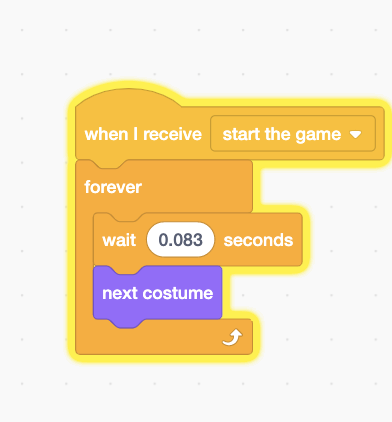 when I receive start the game
forever
wait 0.083 seconds
next costume